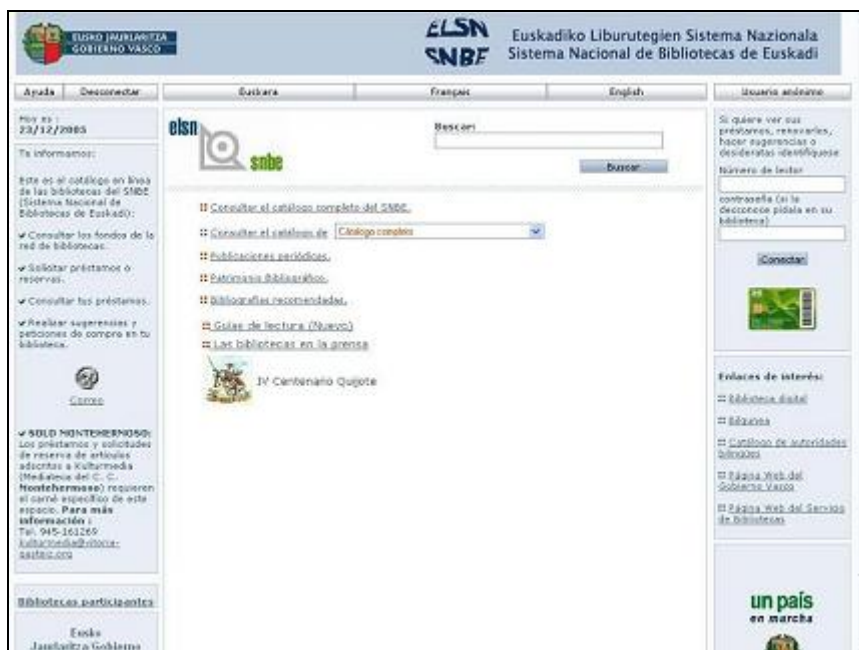 EUSKO JAURLARITZA
GOBIERNO VASCO
ELSN
SNBE
Euskadiko Liburutegien Sistema Nazionala
Sistema Nacional de Bibliotecas de Euskadi
Ayuda
Desconectar
Euskara
Français
English
Usuario anónimo
Hoy es :
23/12/2005
Te informamos:
Este es el catálogo en línea
de las bibliotecas del SNBE
(Sistema Nacional de
Bibliotecas de Euskadi):
Consultar los fondos de la
red de bibliotecas.
Solicitar préstamos o
reservas.
Consultar tus préstamos.
Realizar sugerencias y
peticiones de compra en tu
biblioteca.
Correo
SOLO MONTEHERMOSO:
Los préstamos y solicitudes
de reserva de artículos
adscritos a Kulturmedia
(Mediateca del C. C.
Montehermoso) requieren
el carné específico de este
espacio. Para más
información :
Tel. 945-161269
kulturmedia@vitoria-
gasteiz.org
Bibliotecas participantes
Eusko
Jaurlaritza Gobierno
elsn
snbe
Buscar:
Buscar
Consultar el catálogo completo del SNBE.
Consultar el catálogo de Catálogo completo
Publicaciones periódicas.
Patrimonio Bibliográfico.
Bibliografías recomendadas.
Guías de lectura (Nuevo)
Las bibliotecas en la prensa
IV Centenario Quijote
Si quiere ver sus
préstamos, renovarlos,
hacer sugerencias o
desideratas identifíquese
Número de lector
contraseña (si la
desconoce pídala en su
biblioteca)
Conectar
Enlaces de interés:
Biblioteca digital
Bilgunea
Catálogo de autoridades
bilingües
Página Web del
Gobierno Vasco
Página Web del Servicio
de Bibliotecas
un país
en marcha